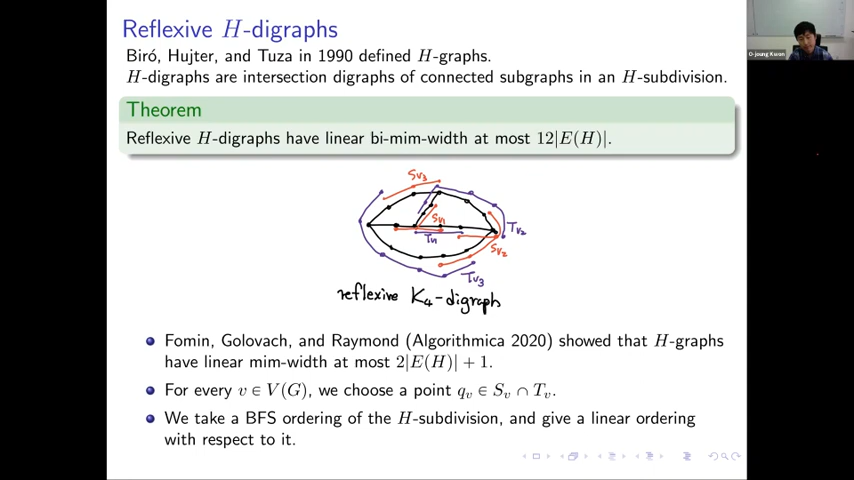 Reflexive H-digraphs
Biró, Hujter, and Tuza in 1990 defined H-graphs.
H-digraphs are intersection digraphs of connected subgraphs in an H-subdivision.
Theorem
Reflexive H-digraphs have linear bi-mim-width at most 12|E(H)|.
Sv3
Sv1
Tv1
Tv2
Sv2
Tv3
reflexive K4-digraph
Fomin, Golovach, and Raymond (Algorithmica 2020) showed that H-graphs
have linear mim-width at most 2|E(H)| + 1.
For every v ∈ V(G), we choose a point qv ∈ Sv ∩ Tv.
We take a BFS ordering of the H-subdivision, and give a linear ordering
with respect to it.
O-joung Kwon